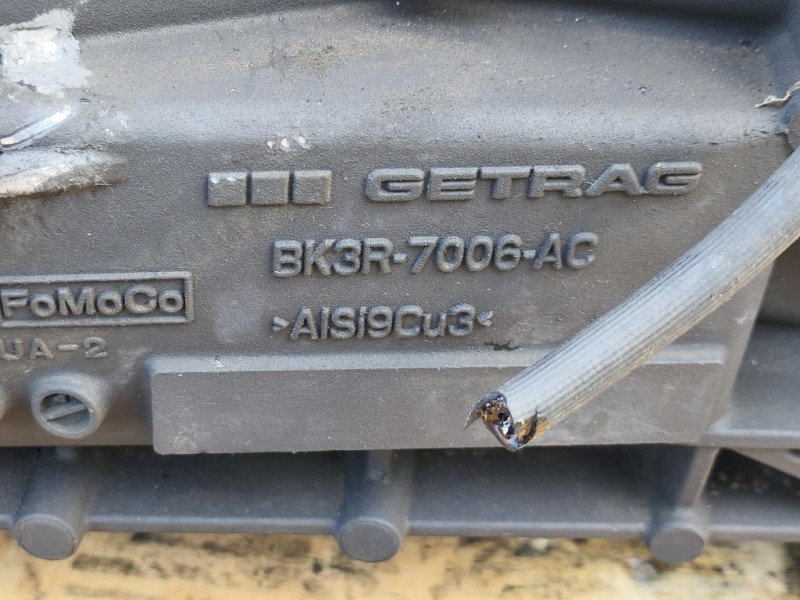 GETRAG
BK3R-7006-AC
FoMoCo
>AlSi9Cu3<
UA-2